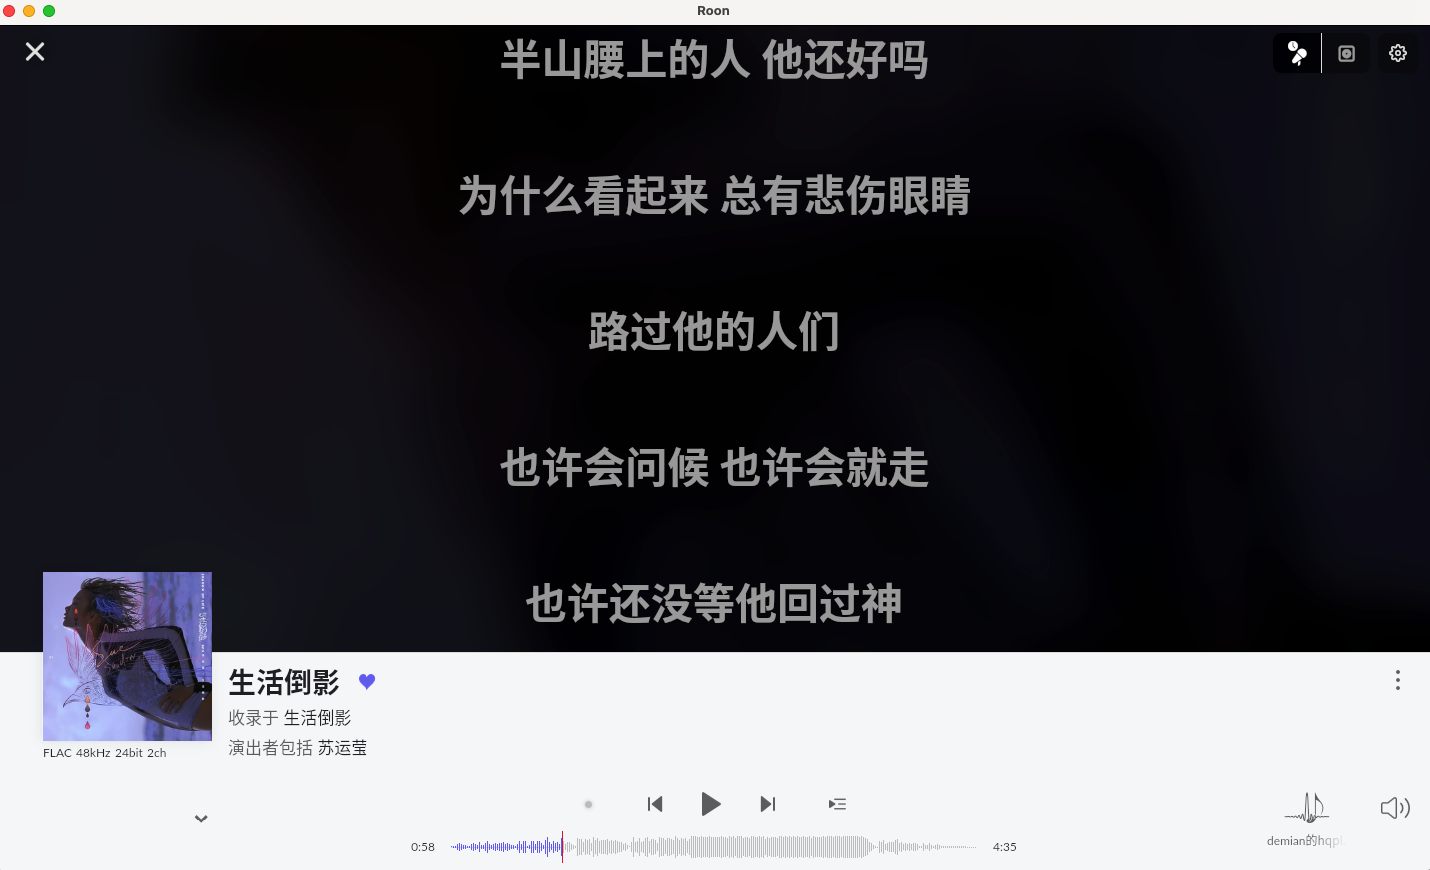 Roon
半山腰上的人 他还好吗
为什么看起来 总有悲伤眼睛
路过他的人们
也许会问候 也许会就走
也许还没等他回过神
生活倒影
收录于 生活倒影
演出者包括 苏运莹
FLAC 48kHz 24bit 2ch
0:58
4:35
demian的hqpl